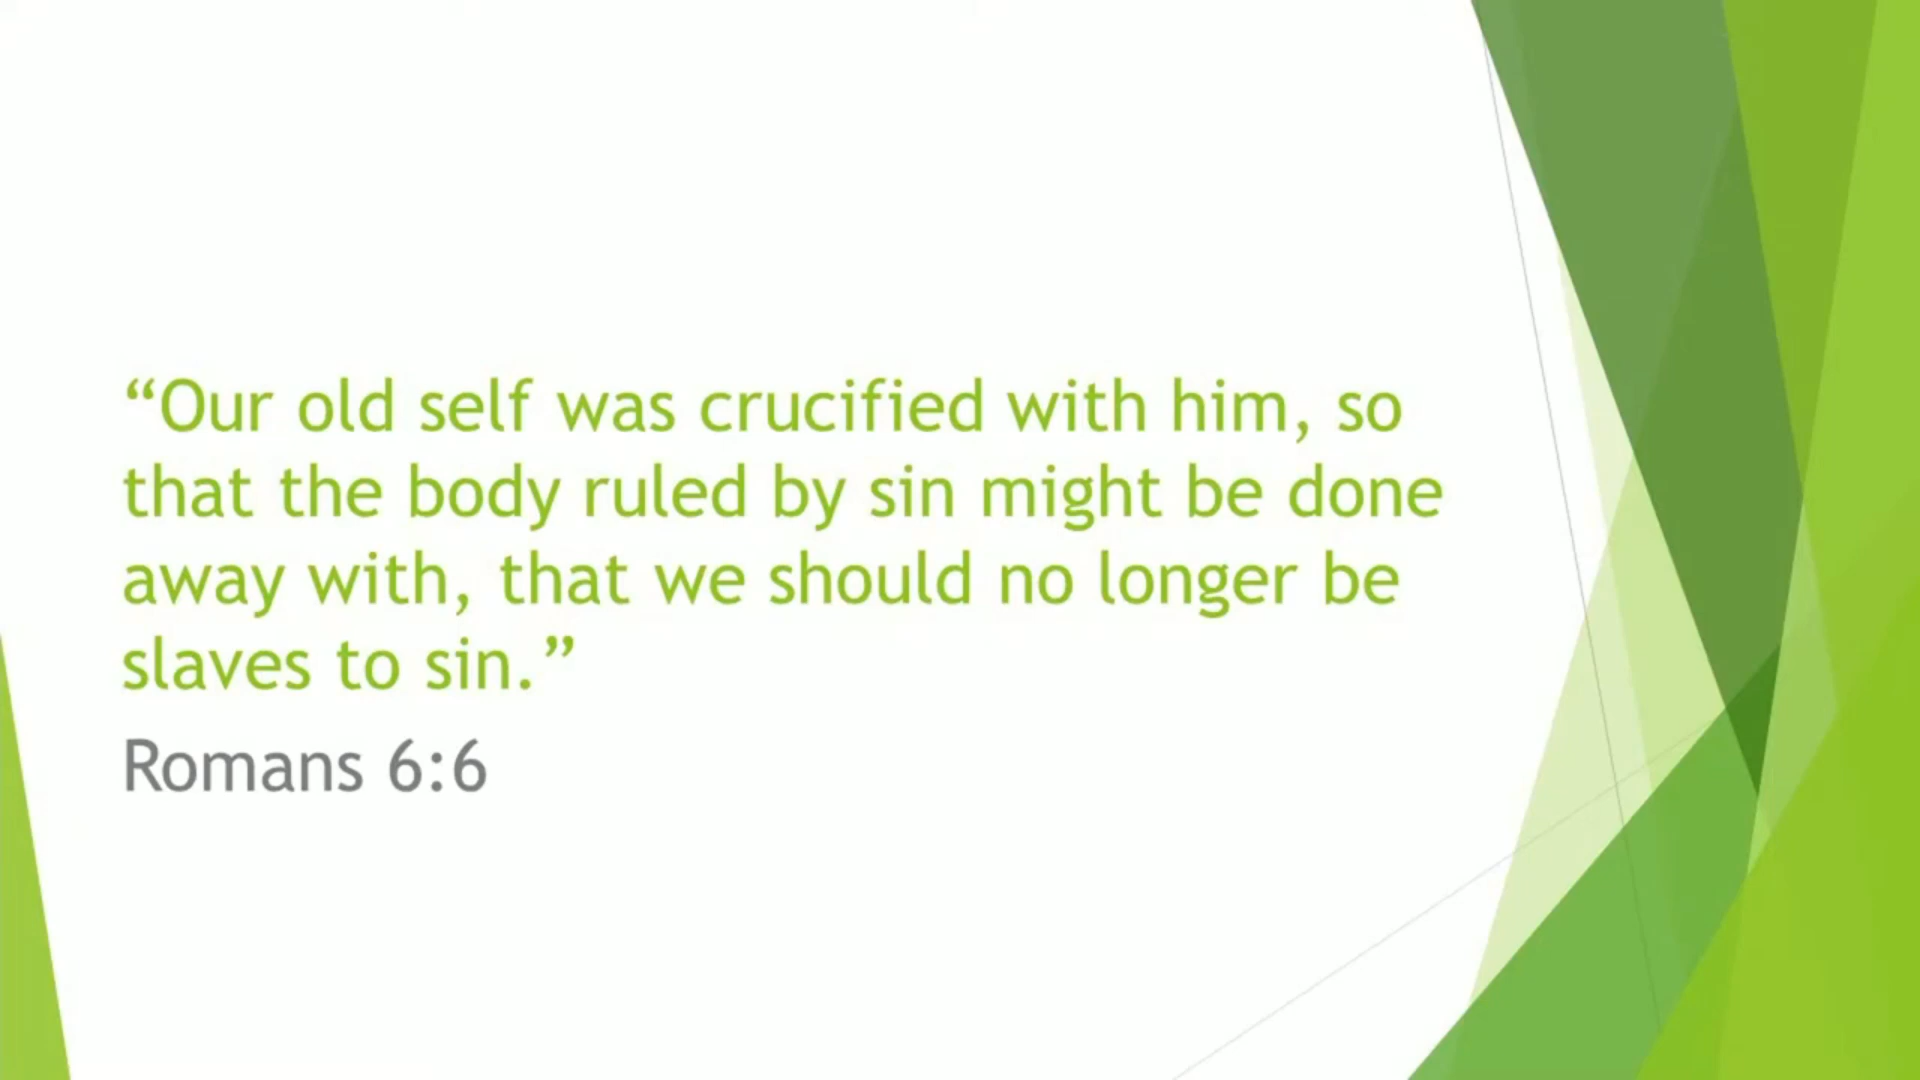 “Our old self was crucified with him, so
that the body ruled by sin might be done
away with, that we should no longer be
slaves to sin.”
Romans 6:6